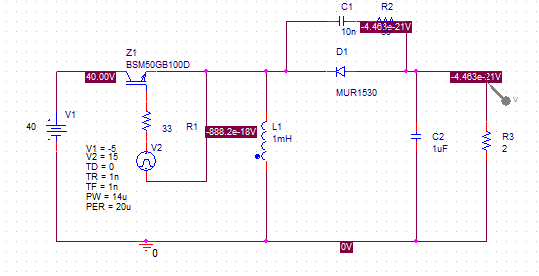 C1
R2
-4.463e-21V
10n
Z1
BSM50GB100D
D1
40.00V
-4.463e-21V
V
MUR1530
V1
40
33
R1
-888.2e-18V
L1
1mH
C2
1uF
R3
2
V2
V1 = -5
V2 = 15
TD = 0
TR = 1n
TF = 1n
PW = 14u
PER = 20u
0V
0